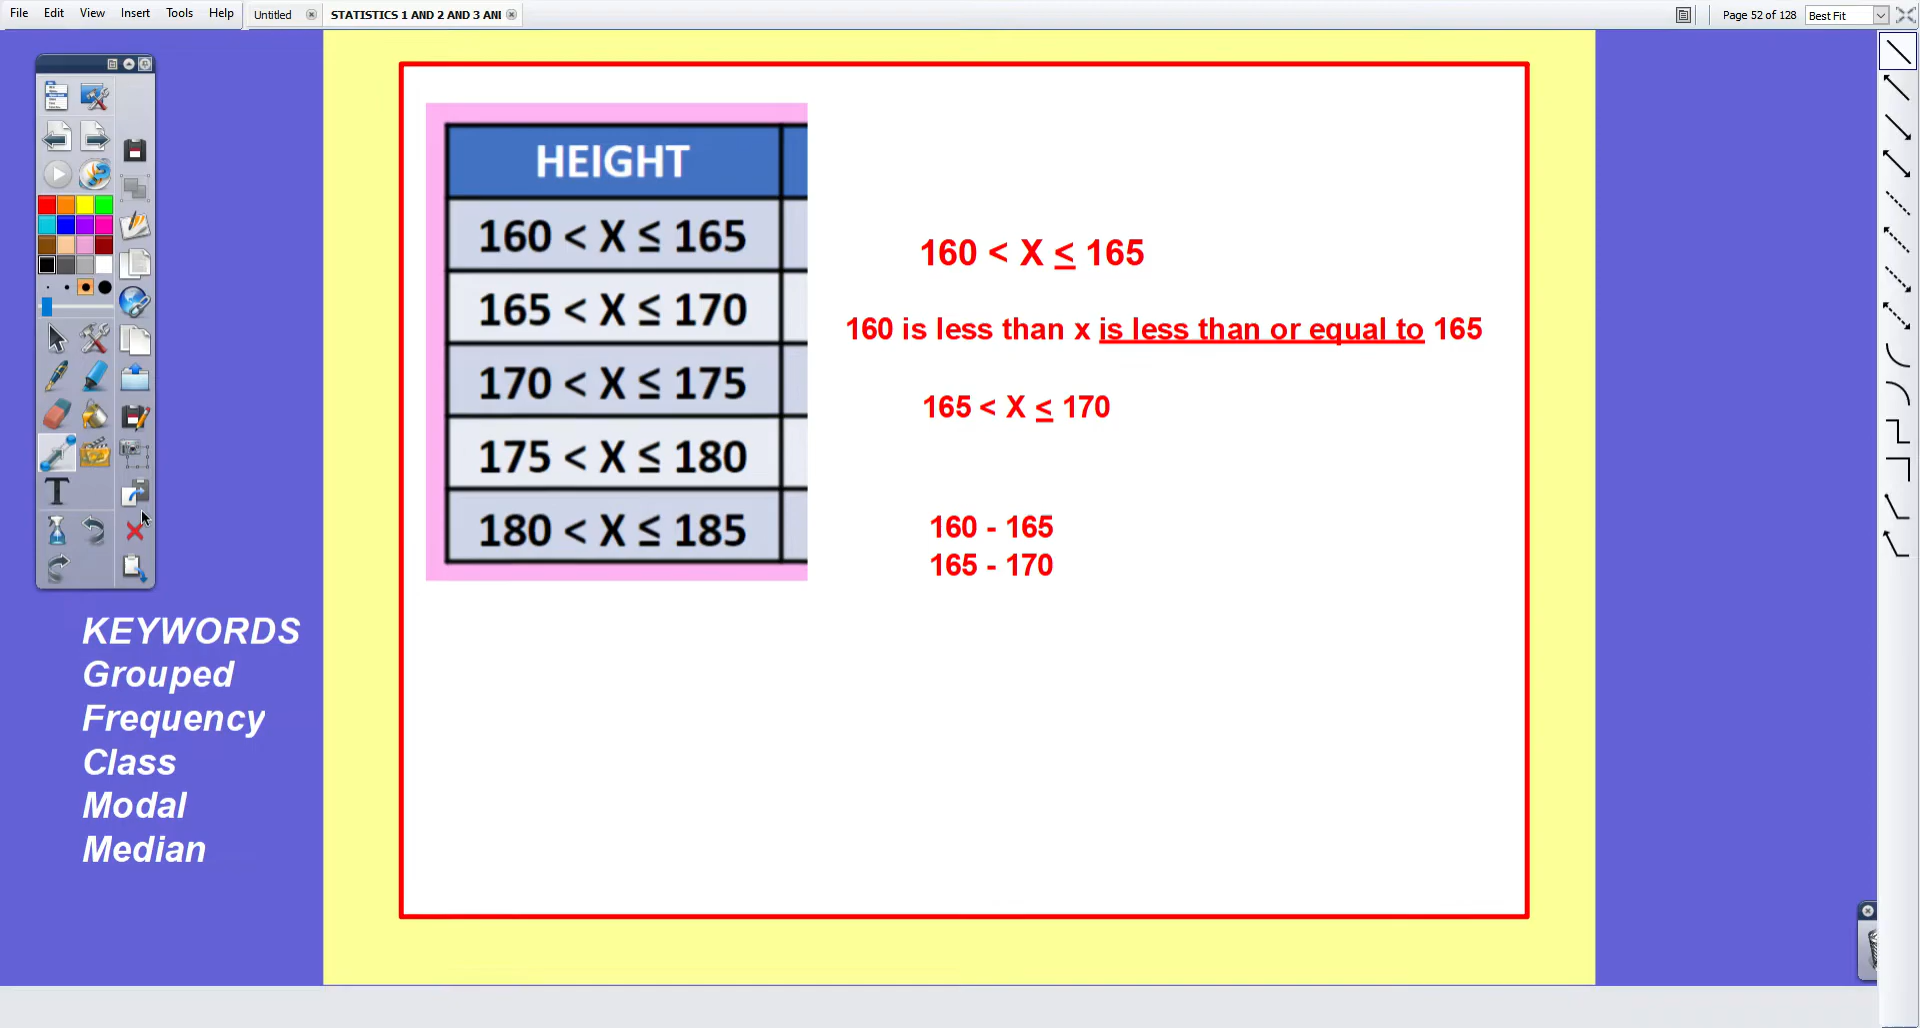 File Edit View Insert Tools Help
Untitled
STATISTICS 1 AND 2 AND 3 ANI
Page 52 of 128
Best Fit
HEIGHT
160 < X ≤ 165
165 < X ≤ 170
170 < X ≤ 175
175 < X ≤ 180
180 < X ≤ 185
160 < X ≤ 165
160 is less than x is less than or equal to 165
165 < X ≤ 170
160 - 165
165 - 170
T
KEYWORDS
Grouped
Frequency
Class
Modal
Median